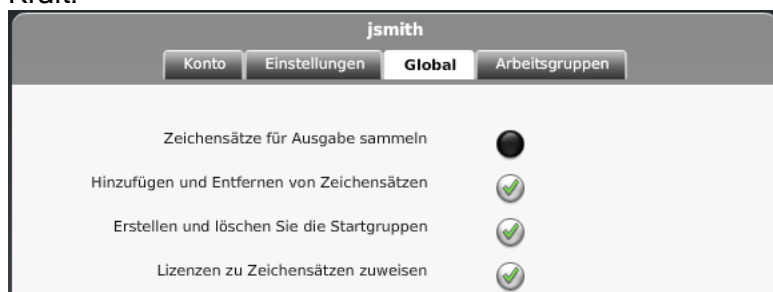 Kraft.
jsmith
Konto Einstellungen Global Arbeitsgruppen
Zeichensätze für Ausgabe sammeln
Hinzufügen und Entfernen von Zeichensätzen
Erstellen und löschen Sie die Startgruppen
Lizenzen zu Zeichensätzen zuweisen